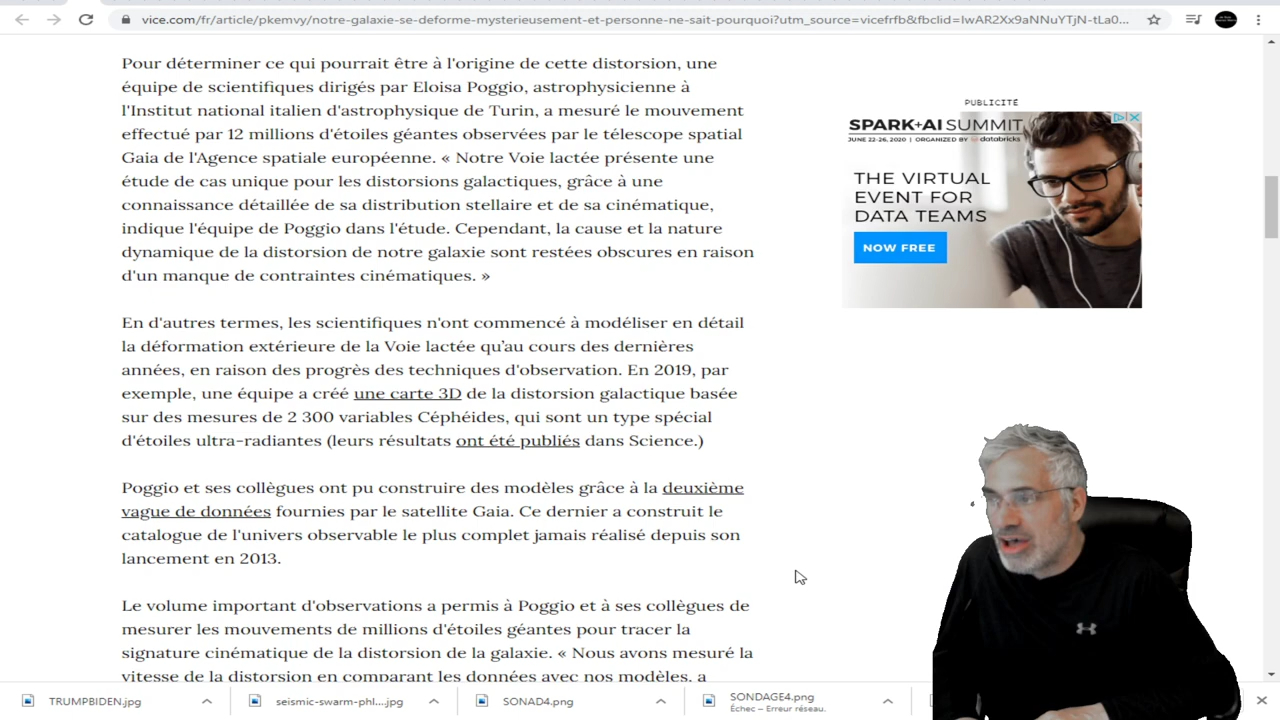 vice.com/fr/article/pkemvy/notre-galaxie-se-deforme-mysterieusement-et-personne-ne-sait-pourquoi?utm_source=vicefrfb&fbclid=IwAR2Xx9aNNuYTjN-tLa0...
Pour déterminer ce qui pourrait être à l'origine de cette distorsion, une
équipe de scientifiques dirigés par Eloisa Poggio, astrophysicienne à
l'Institut national italien d'astrophysique de Turin, a mesuré le mouvement
effectué par 12 millions d'étoiles géantes observées par le télescope spatial
Gaia de l'Agence spatiale européenne. « Notre Voie lactée présente une
étude de cas unique pour les distorsions galactiques, grâce à une
connaissance détaillée de sa distribution stellaire et de sa cinématique,
indique l'équipe de Poggio dans l'étude. Cependant, la cause et la nature
dynamique de la distorsion de notre galaxie sont restées obscures en raison
d'un manque de contraintes cinématiques. »
En d'autres termes, les scientifiques n'ont commencé à modéliser en détail
la déformation extérieure de la Voie lactée qu'au cours des dernières
années, en raison des progrès des techniques d'observation. En 2019, par
exemple, une équipe a créé une carte 3D de la distorsion galactique basée
sur des mesures de 2 300 variables Céphéides, qui sont un type spécial
d'étoiles ultra-radiantes (leurs résultats ont été publiés dans Science.)
Poggio et ses collègues ont pu construire des modèles grâce à la deuxième
vague de données fournies par le satellite Gaia. Ce dernier a construit le
catalogue de l'univers observable le plus complet jamais réalisé depuis son
lancement en 2013.
Le volume important d'observations a permis à Poggio et à ses collègues de
mesurer les mouvements de millions d'étoiles géantes pour tracer la
signature cinématique de la distorsion de la galaxie. « Nous avons mesuré la
vitesse de la distorsion en comparant les données avec nos modèles, a
PUBLICITÉ
SPARK+AI SUMMIT
JUNE 22-26, 2020 | ORGANIZED BY databricks
THE VIRTUAL
EVENT FOR
DATA TEAMS
NOW FREE
TRUMPBIDEN.jpg
seismic-swarm-phl....jpg
SONAD4.png
SONDAGE4.png
Échec – Erreur réseau.